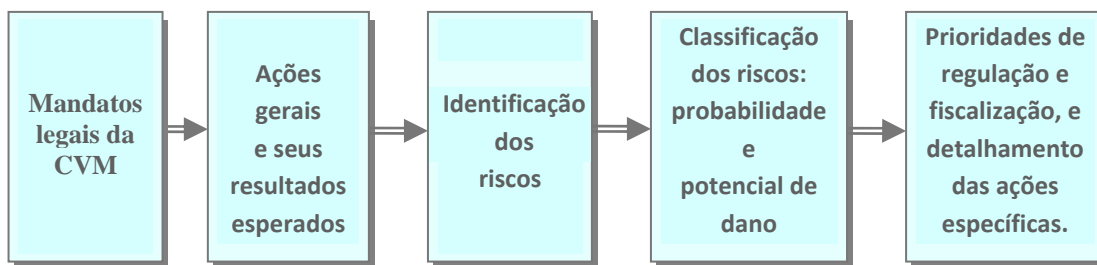 Mandatos
legais da
CVM
Ações
gerais
e seus
resultados
esperados
Identificação
dos
riscos
Classificação
dos riscos:
probabilidade
e
potencial de
dano
Prioridades de
regulação e
fiscalização, e
detalhamento
das ações
específicas.